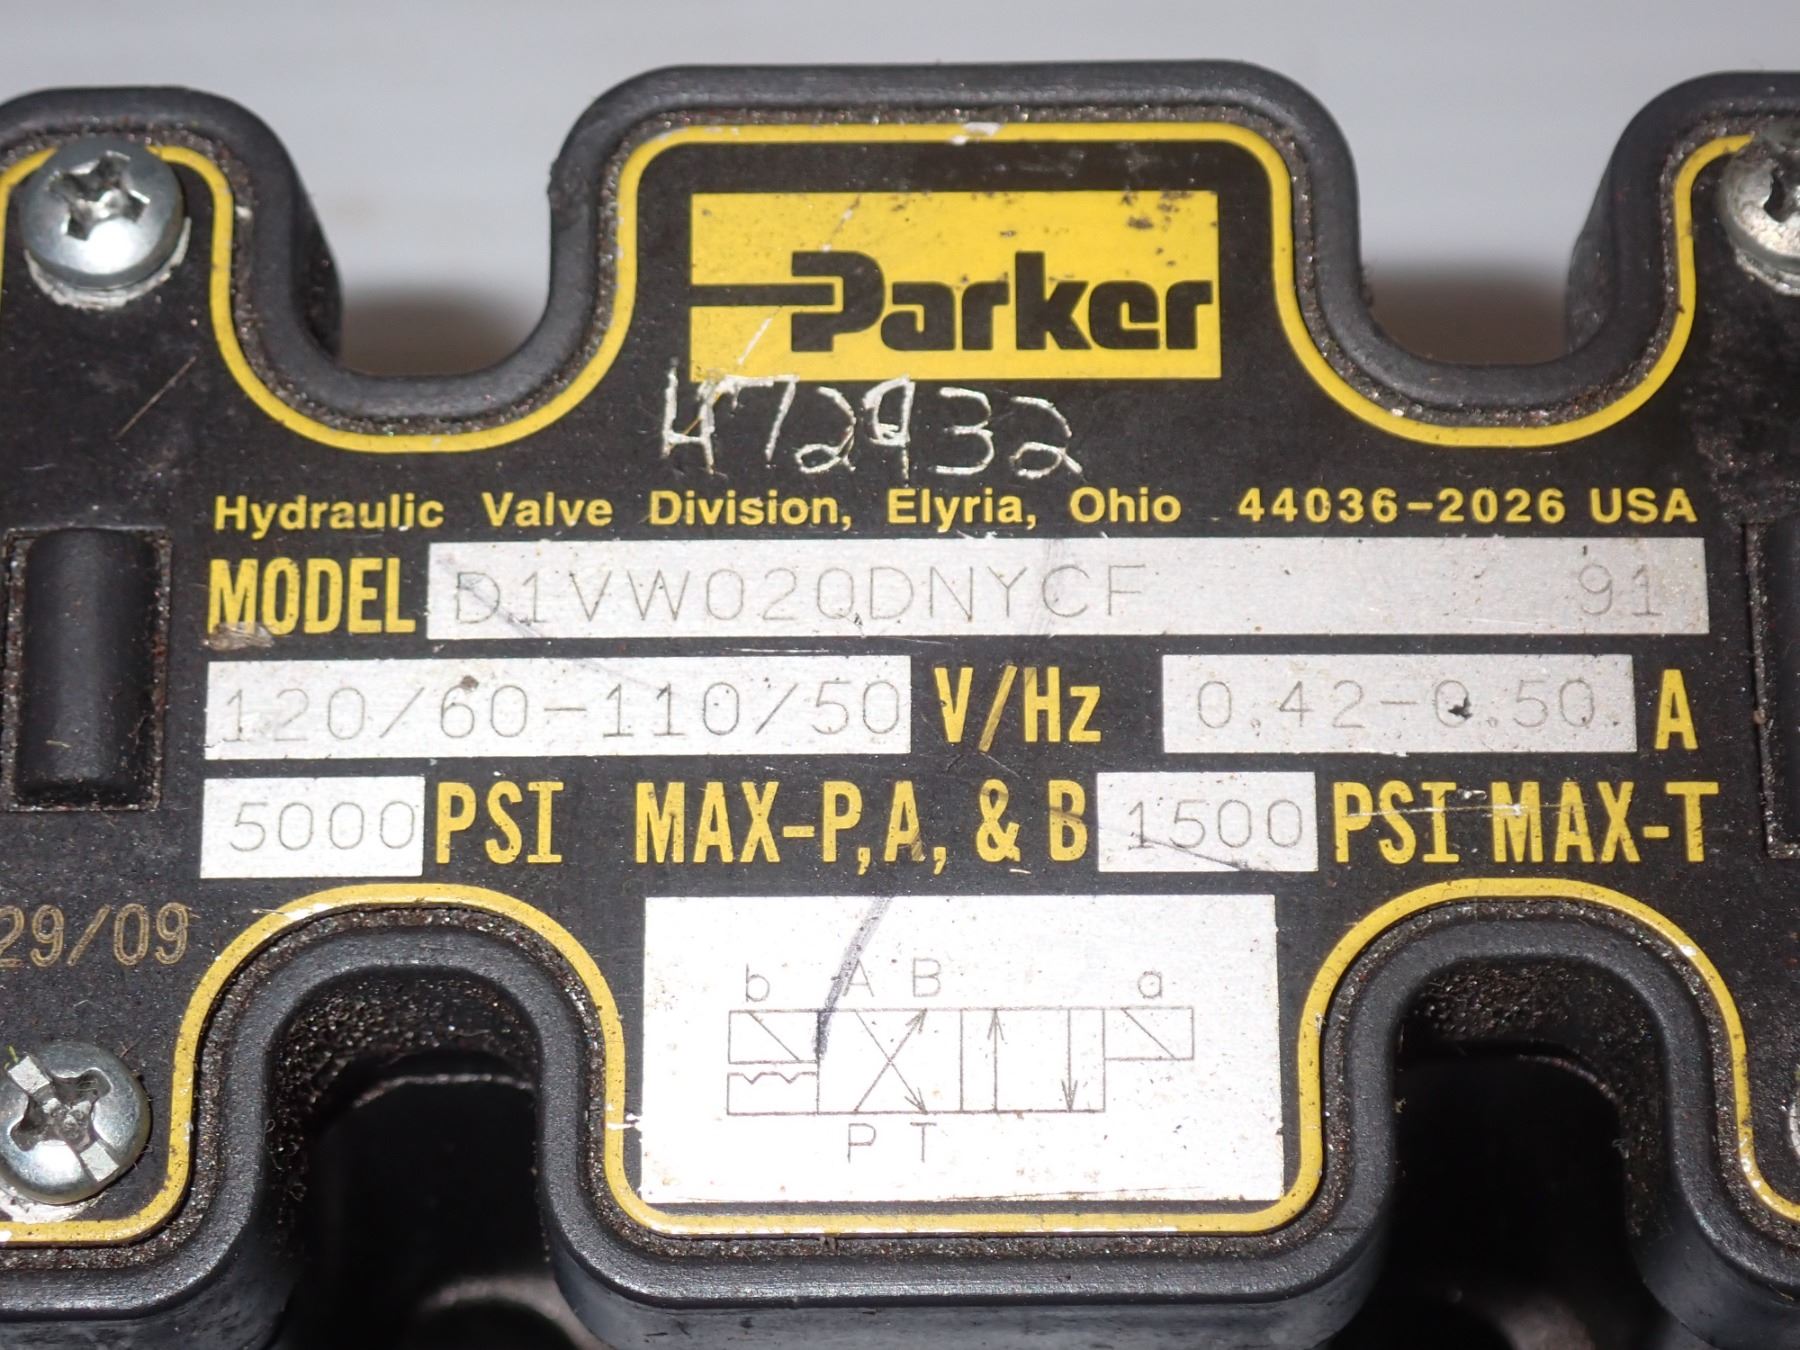 Parker
472932
Hydraulic Valve Division, Elyria, Ohio 44036-2026 USA
MODEL D1VW020DNYCF 91
120/60-110/50 V/Hz 0.42-0.50 A
5000 PSI MAX-P, A, & B 1500 PSI MAX-T
29/09
b A B a
P T